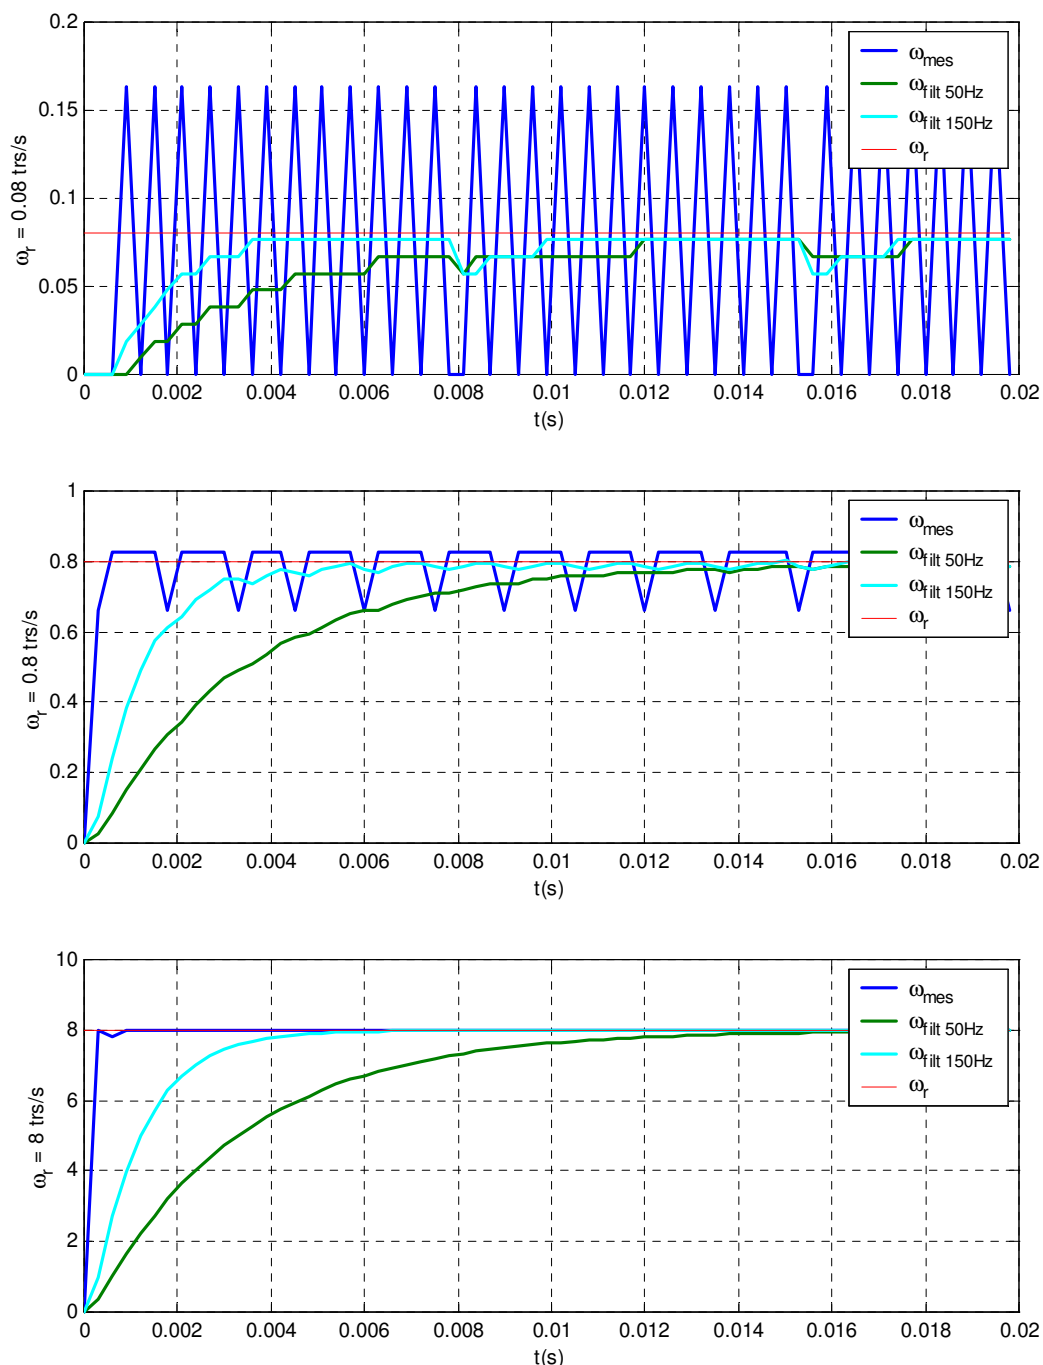 0.2
0.15
0.1
0.05
0
ω_r = 0.08 trs/s
ω_mes
ω_filt 50Hz
ω_filt 150Hz
ω_r
0 0.002 0.004 0.006 0.008 0.01 0.012 0.014 0.016 0.018 0.02
t(s)
1
0.8
0.6
0.4
0.2
0
ω_r = 0.8 trs/s
ω_mes
ω_filt 50Hz
ω_filt 150Hz
ω_r
0 0.002 0.004 0.006 0.008 0.01 0.012 0.014 0.016 0.018 0.02
t(s)
10
8
6
4
2
0
ω_r = 8 trs/s
ω_mes
ω_filt 50Hz
ω_filt 150Hz
ω_r
0 0.002 0.004 0.006 0.008 0.01 0.012 0.014 0.016 0.018 0.02
t(s)